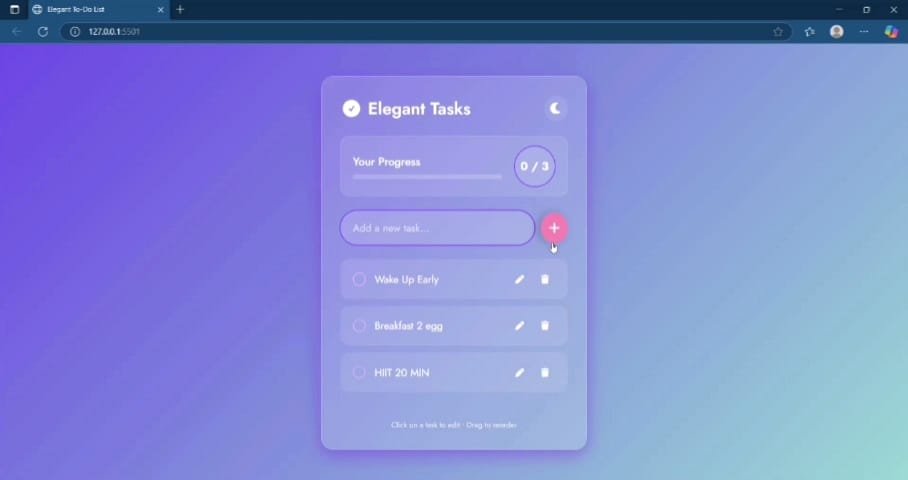 Elegant To-Do List
127.0.0.1:5501
Elegant Tasks
Your Progress
0 / 3
Add a new task...
Wake Up Early
Breakfast 2 egg
HIIT 20 MIN
Click on a task to edit · Drag to reorder